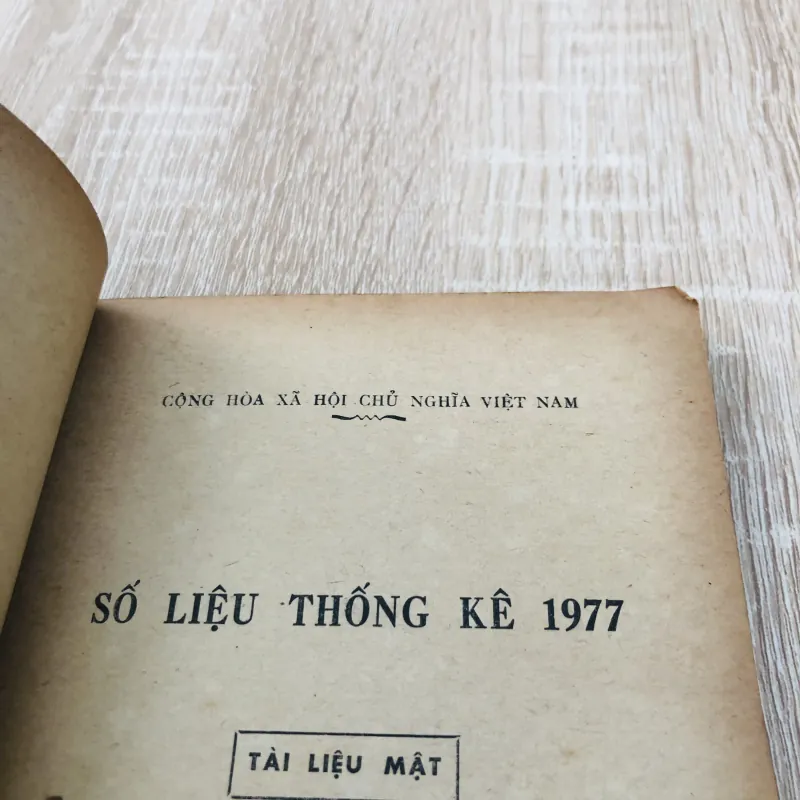 CỘNG HÒA XÃ HỘI CHỦ NGHĨA VIỆT NAM
SỐ LIỆU THỐNG KÊ 1977
TÀI LIỆU MẬT